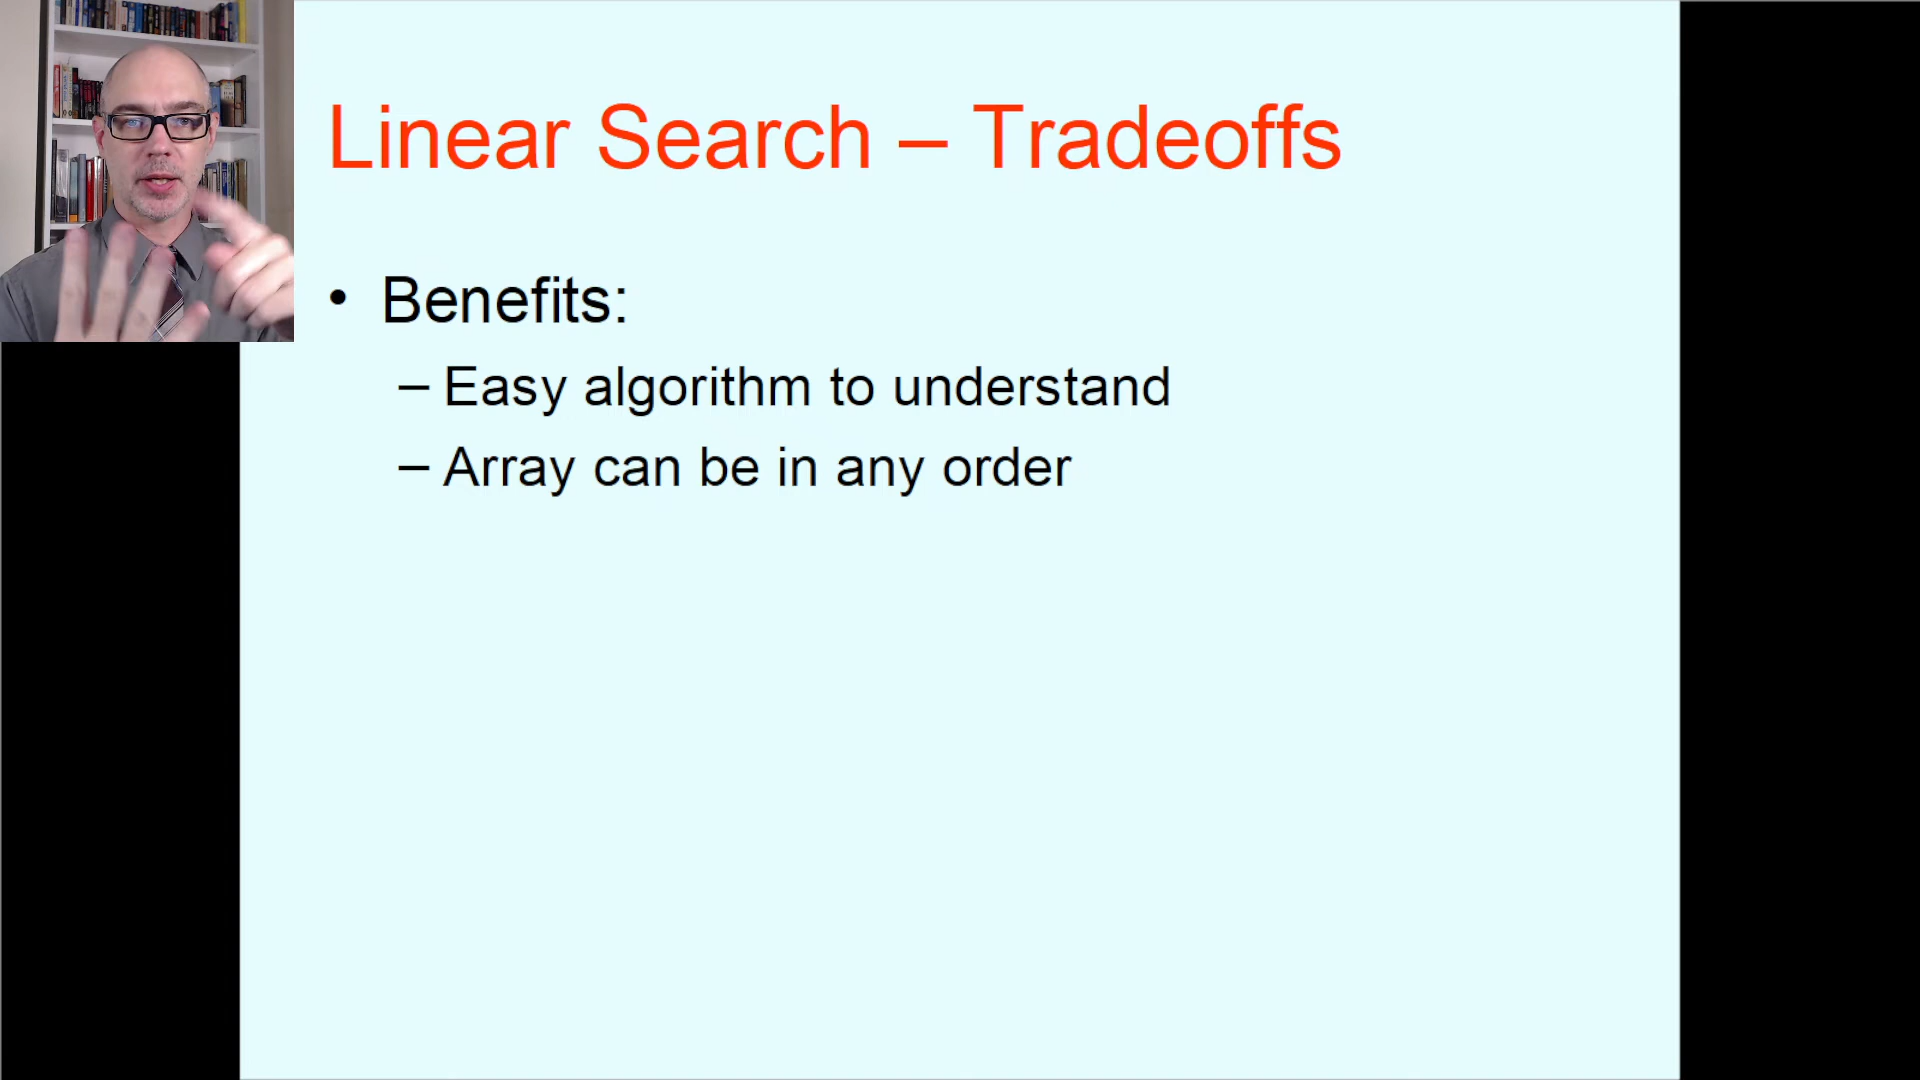 Linear Search – Tradeoffs
• Benefits:
– Easy algorithm to understand
– Array can be in any order